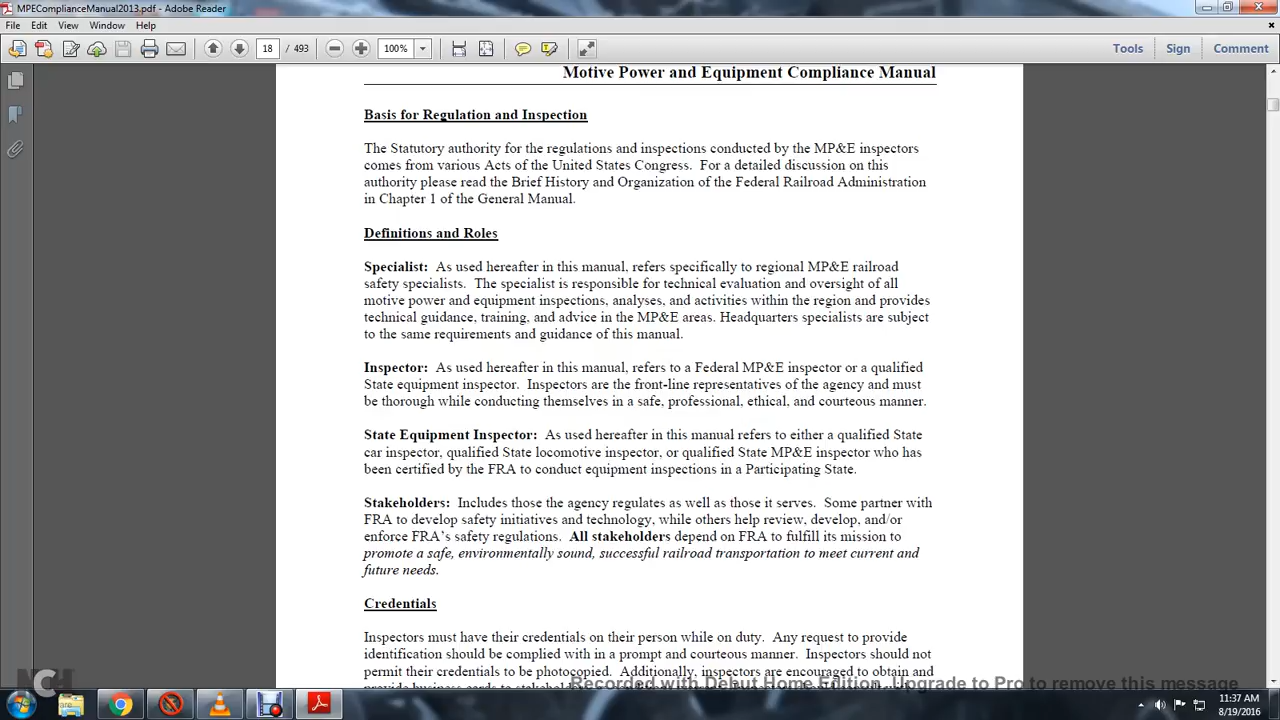 MPEComplianceManual2013.pdf - Adobe Reader
File Edit View Window Help
18 / 493 100% Tools Sign Comment
Motive Power and Equipment Compliance Manual
Basis for Regulation and Inspection
The Statutory authority for the regulations and inspections conducted by the MP&E inspectors
comes from various Acts of the United States Congress. For a detailed discussion on this
authority please read the Brief History and Organization of the Federal Railroad Administration
in Chapter 1 of the General Manual.
Definitions and Roles
Specialist: As used hereafter in this manual, refers specifically to regional MP&E railroad
safety specialists. The specialist is responsible for technical evaluation and oversight of all
motive power and equipment inspections, analyses, and activities within the region and provides
technical guidance, training, and advice in the MP&E areas. Headquarters specialists are subject
to the same requirements and guidance of this manual.
Inspector: As used hereafter in this manual, refers to a Federal MP&E inspector or a qualified
State equipment inspector. Inspectors are the front-line representatives of the agency and must
be thorough while conducting themselves in a safe, professional, ethical, and courteous manner.
State Equipment Inspector: As used hereafter in this manual refers to either a qualified State
car inspector, qualified State locomotive inspector, or qualified State MP&E inspector who has
been certified by the FRA to conduct equipment inspections in a Participating State.
Stakeholders: Includes those the agency regulates as well as those it serves. Some partner with
FRA to develop safety initiatives and technology, while others help review, develop, and/or
enforce FRA's safety regulations. All stakeholders depend on FRA to fulfill its mission to
promote a safe, environmentally sound, successful railroad transportation to meet current and
future needs.
Credentials
Inspectors must have their credentials on their person while on duty. Any request to provide
identification should be complied with in a prompt and courteous manner. Inspectors should not
permit their credentials to be photocopied. Additionally, inspectors are encouraged to obtain and
Recorded with Debut Home Edition. Upgrade to Pro to remove this message
NCH
11:37 AM
8/19/2016